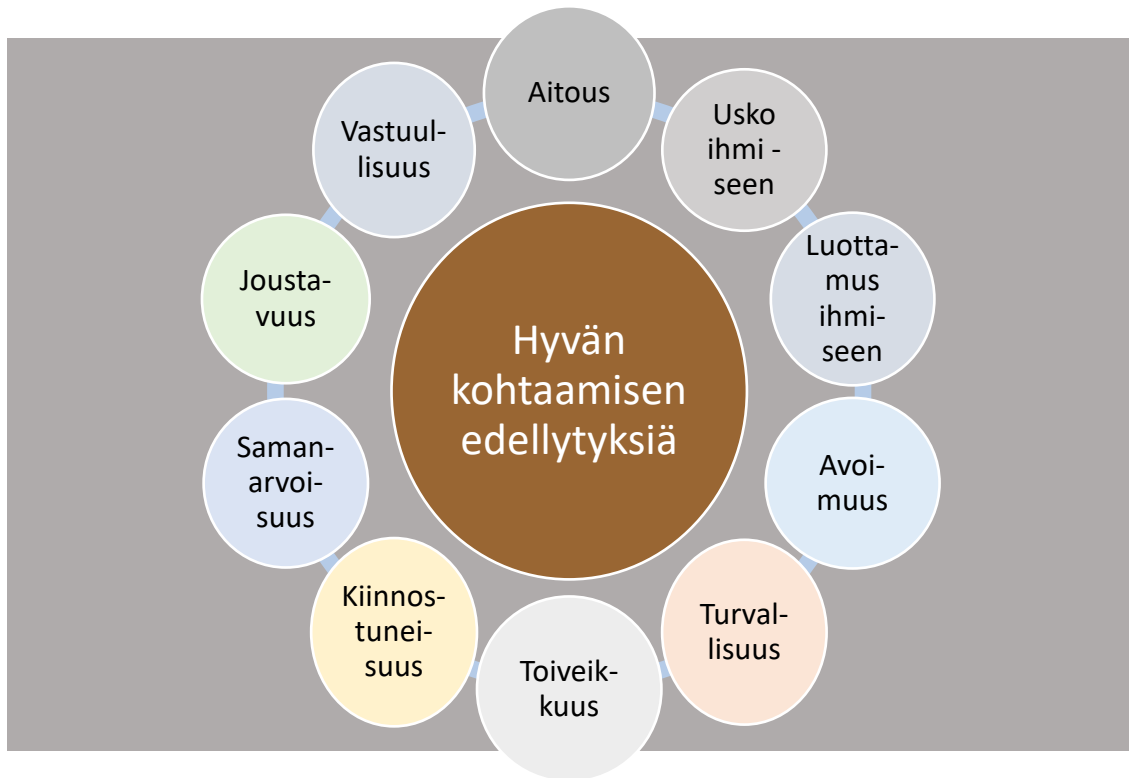 Aitous
Usko
ihmi -
seen
Luotta-
mus
ihmi-
seen
Avoi-
muus
Turval-
lisuus
Toiveik-
kuus
Kiinnos-
tunei-
suus
Saman-
arvoi-
suus
Jousta-
vuus
Vastuul-
lisuus
Hyvän
kohtaamisen
edellytyksiä